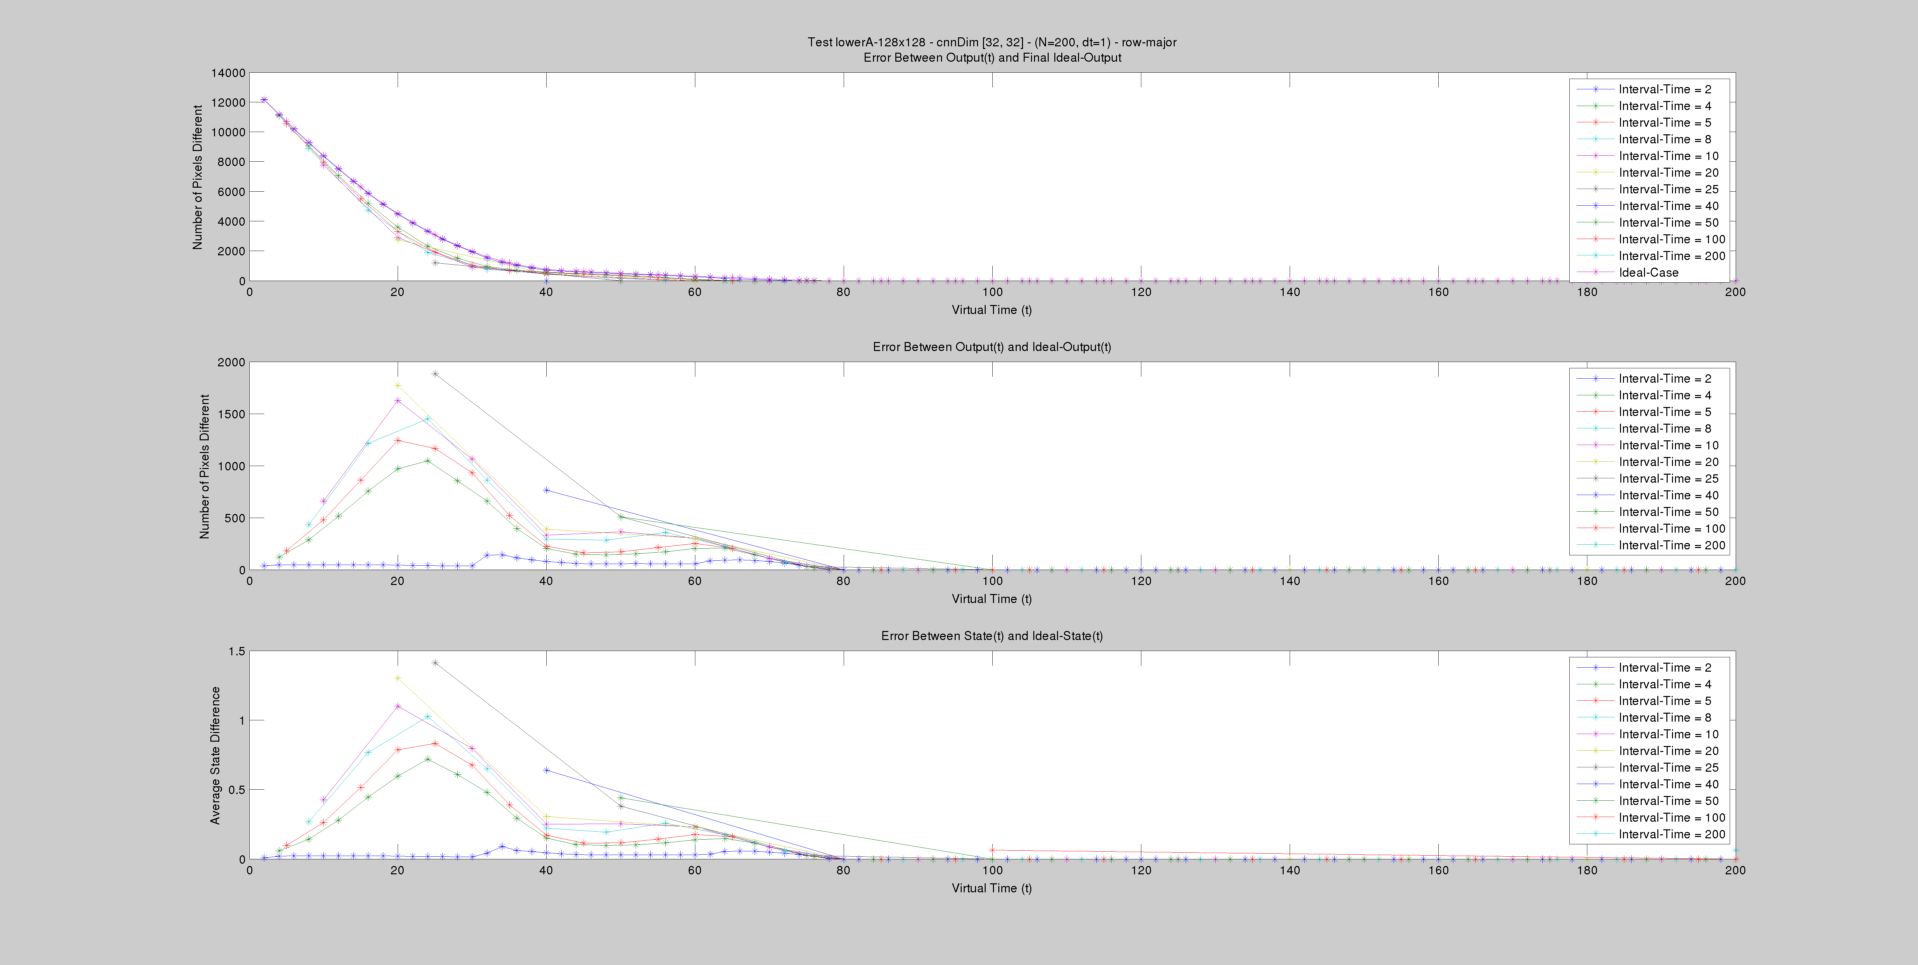 Test lowerA-128x128 - cnnDim [32, 32] - (N=200, dt=1) - row-major
Error Between Output(t) and Final Ideal-Output
Number of Pixels Different
14000
12000
10000
8000
6000
4000
2000
0
0 20 40 60 80 100 120 140 160 180 200
Virtual Time (t)
Interval-Time = 2
Interval-Time = 4
Interval-Time = 5
Interval-Time = 8
Interval-Time = 10
Interval-Time = 20
Interval-Time = 25
Interval-Time = 40
Interval-Time = 50
Interval-Time = 100
Interval-Time = 200
Ideal-Case
Error Between Output(t) and Ideal-Output(t)
Number of Pixels Different
2000
1500
1000
500
0
0 20 40 60 80 100 120 140 160 180 200
Virtual Time (t)
Interval-Time = 2
Interval-Time = 4
Interval-Time = 5
Interval-Time = 8
Interval-Time = 10
Interval-Time = 20
Interval-Time = 25
Interval-Time = 40
Interval-Time = 50
Interval-Time = 100
Interval-Time = 200
Error Between State(t) and Ideal-State(t)
Average State Difference
1.5
1
0.5
0
0 20 40 60 80 100 120 140 160 180 200
Virtual Time (t)
Interval-Time = 2
Interval-Time = 4
Interval-Time = 5
Interval-Time = 8
Interval-Time = 10
Interval-Time = 20
Interval-Time = 25
Interval-Time = 40
Interval-Time = 50
Interval-Time = 100
Interval-Time = 200